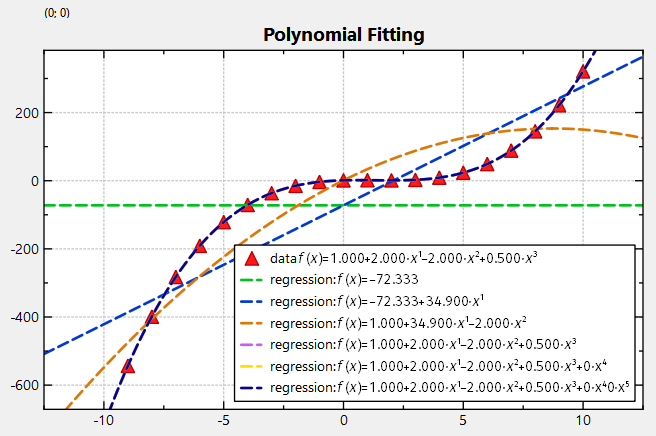 (0; 0)
Polynomial Fitting
200
0
-200
-400
-600
-10
-5
0
5
10
data f (x)=1.000+2.000·x¹−2.000·x²+0.500·x³
regression: f (x)=−72.333
regression: f (x)=−72.333+34.900·x¹
regression: f (x)=1.000+34.900·x¹−2.000·x²
regression: f (x)=1.000+2.000·x¹−2.000·x²+0.500·x³
regression: f (x)=1.000+2.000·x¹−2.000·x²+0.500·x³+0·x⁴
regression: f (x)=1.000+2.000·x¹−2.000·x²+0.500·x³+0·x⁴0·x⁵